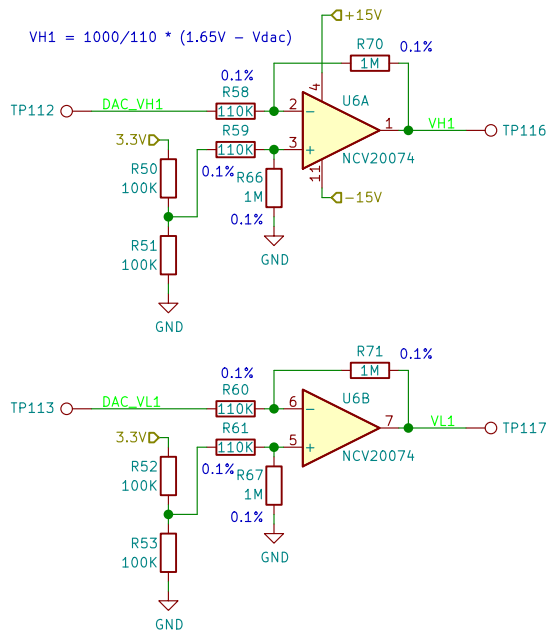 +15V
VH1 = 1000/110 * (1.65V - Vdac)
R70
0.1%
1M
0.1%
R58
4
U6A
TP112
DAC_VH1
110K
2
-
1
VH1
TP116
R59
3.3V
110K
3
+
NCV20074
R50
100K
0.1%
R66
1M
11
-15V
0.1%
R51
100K
GND
GND
R71
0.1%
1M
0.1%
R60
U6B
TP113
DAC_VL1
110K
6
-
7
VL1
TP117
R61
3.3V
110K
5
+
NCV20074
R52
100K
0.1%
R67
1M
0.1%
R53
100K
GND
GND